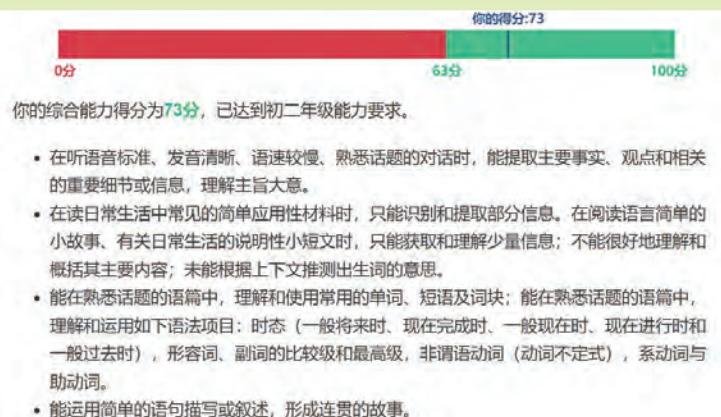 你的得分:73
0分 63分 100分
你的综合能力得分为73分，已达到初二年级能力要求。
• 在听语音标准、发音清晰、语速较慢、熟悉话题的对话时，能提取主要事实、观点和相关
的重要细节或信息，理解主旨大意。
• 在读日常生活中常见的简单应用性材料时，只能识别和提取部分信息。在阅读语言简单的
小故事、有关日常生活的说明性小短文时，只能获取和理解少量信息；不能很好地理解和
概括其主要内容；未能根据上下文推测出生词的意思。
• 能在熟悉话题的语篇中，理解和使用常用的单词、短语及词块；能在熟悉话题的语篇中，
理解和运用如下语法项目：时态（一般将来时、现在完成时、一般现在时、现在进行时和
一般过去时），形容词、副词的比较级和最高级，非谓语动词（动词不定式），系动词与
助动词。
• 能运用简单的语句描写或叙述，形成连贯的故事。